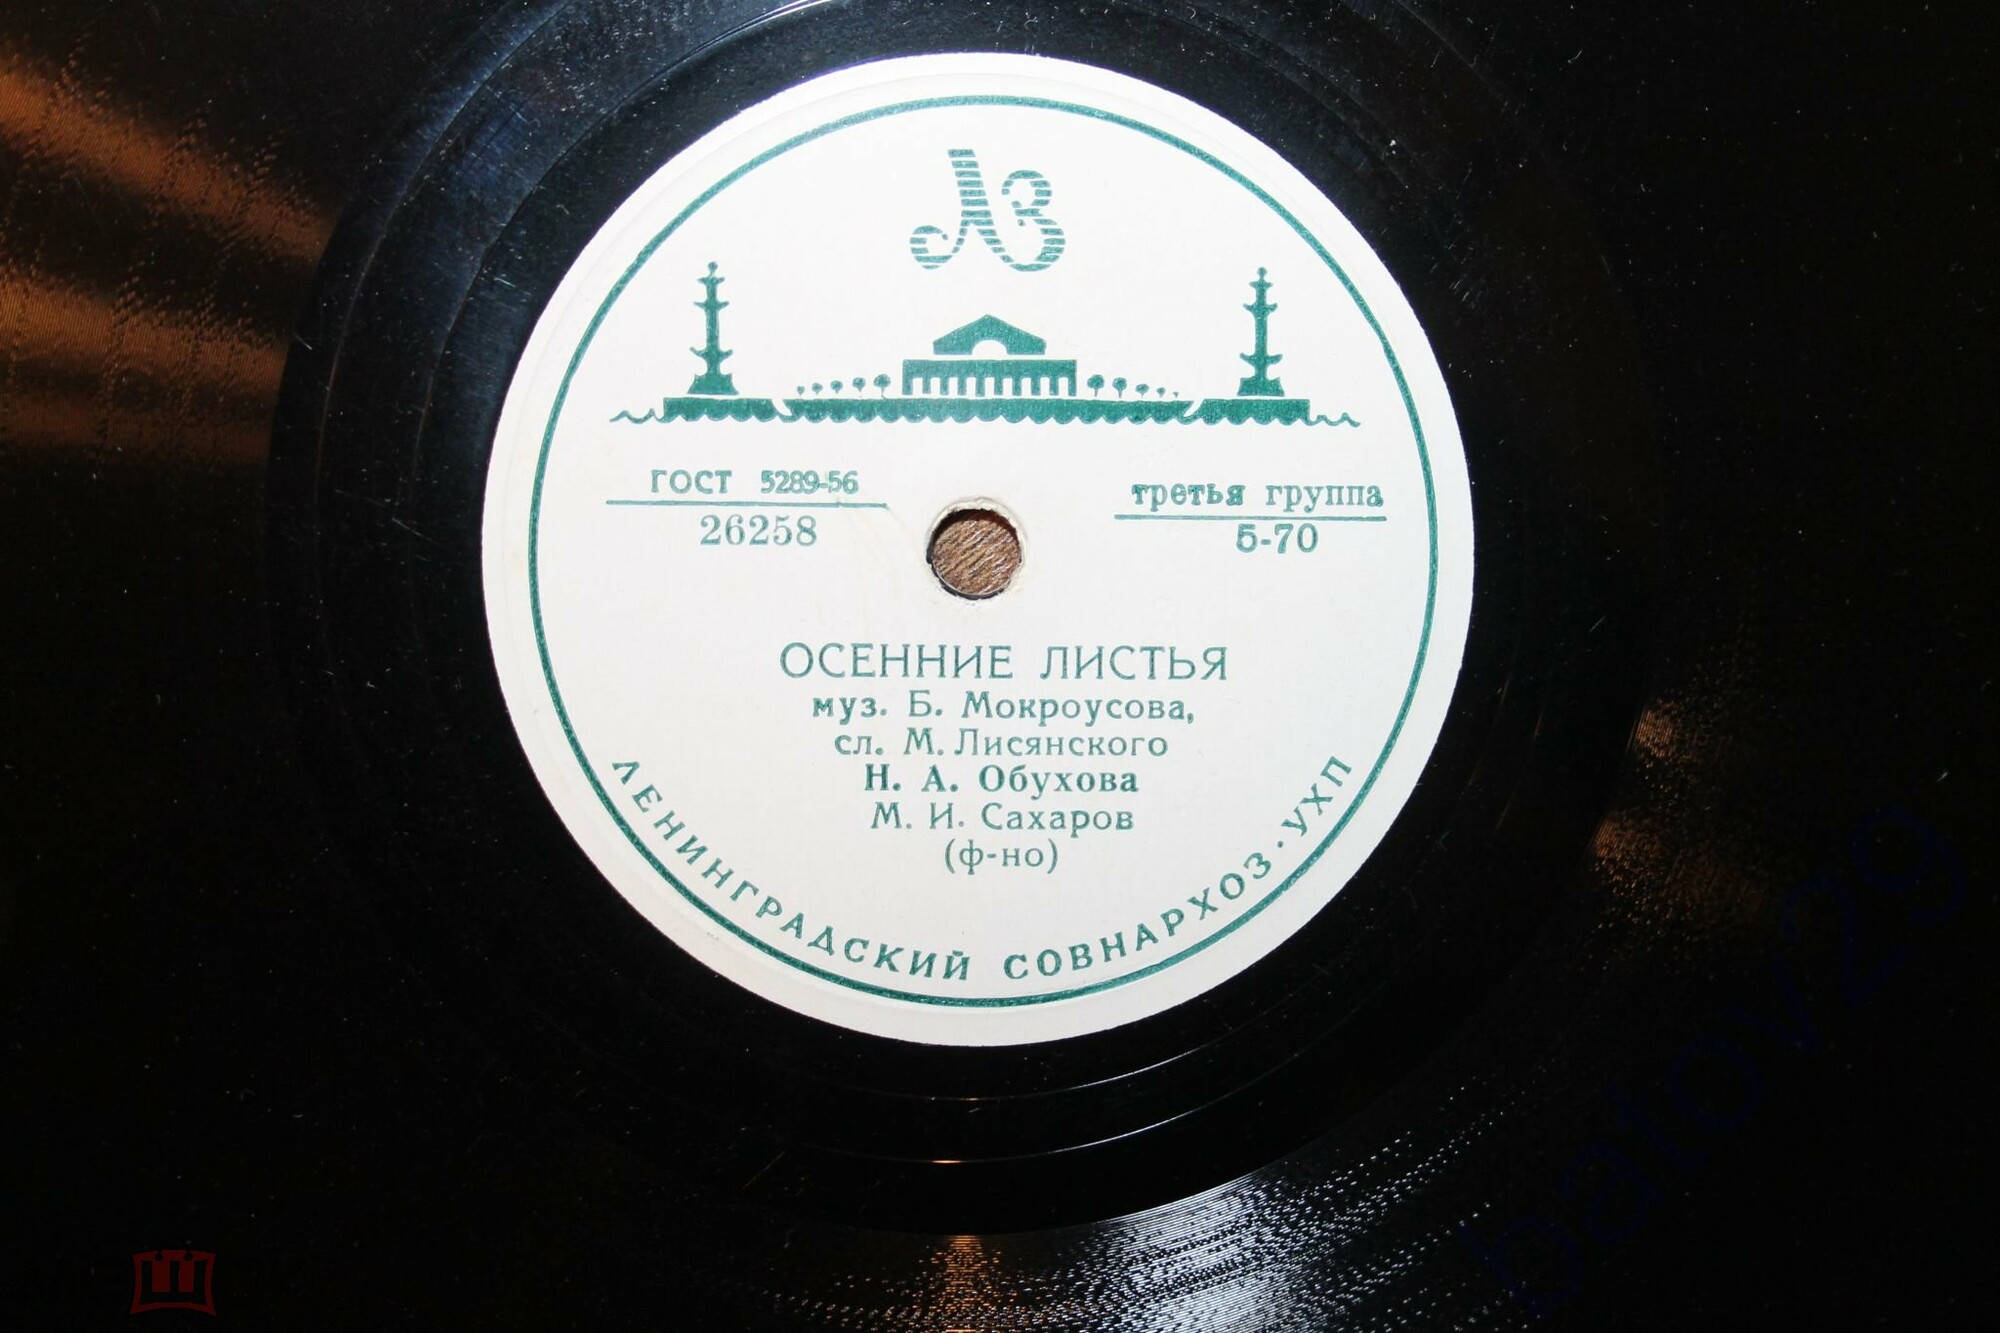 ЛЗ
ГОСТ 5289-56
26258
третья группа
5-70
ОСЕННИЕ ЛИСТЬЯ
муз. Б. Мокроусова,
сл. М. Лисянского
Н. А. Обухова
М. И. Сахаров
(ф-но)
ЛЕНИНГРАДСКИЙ СОВНАРХОЗ·УХП